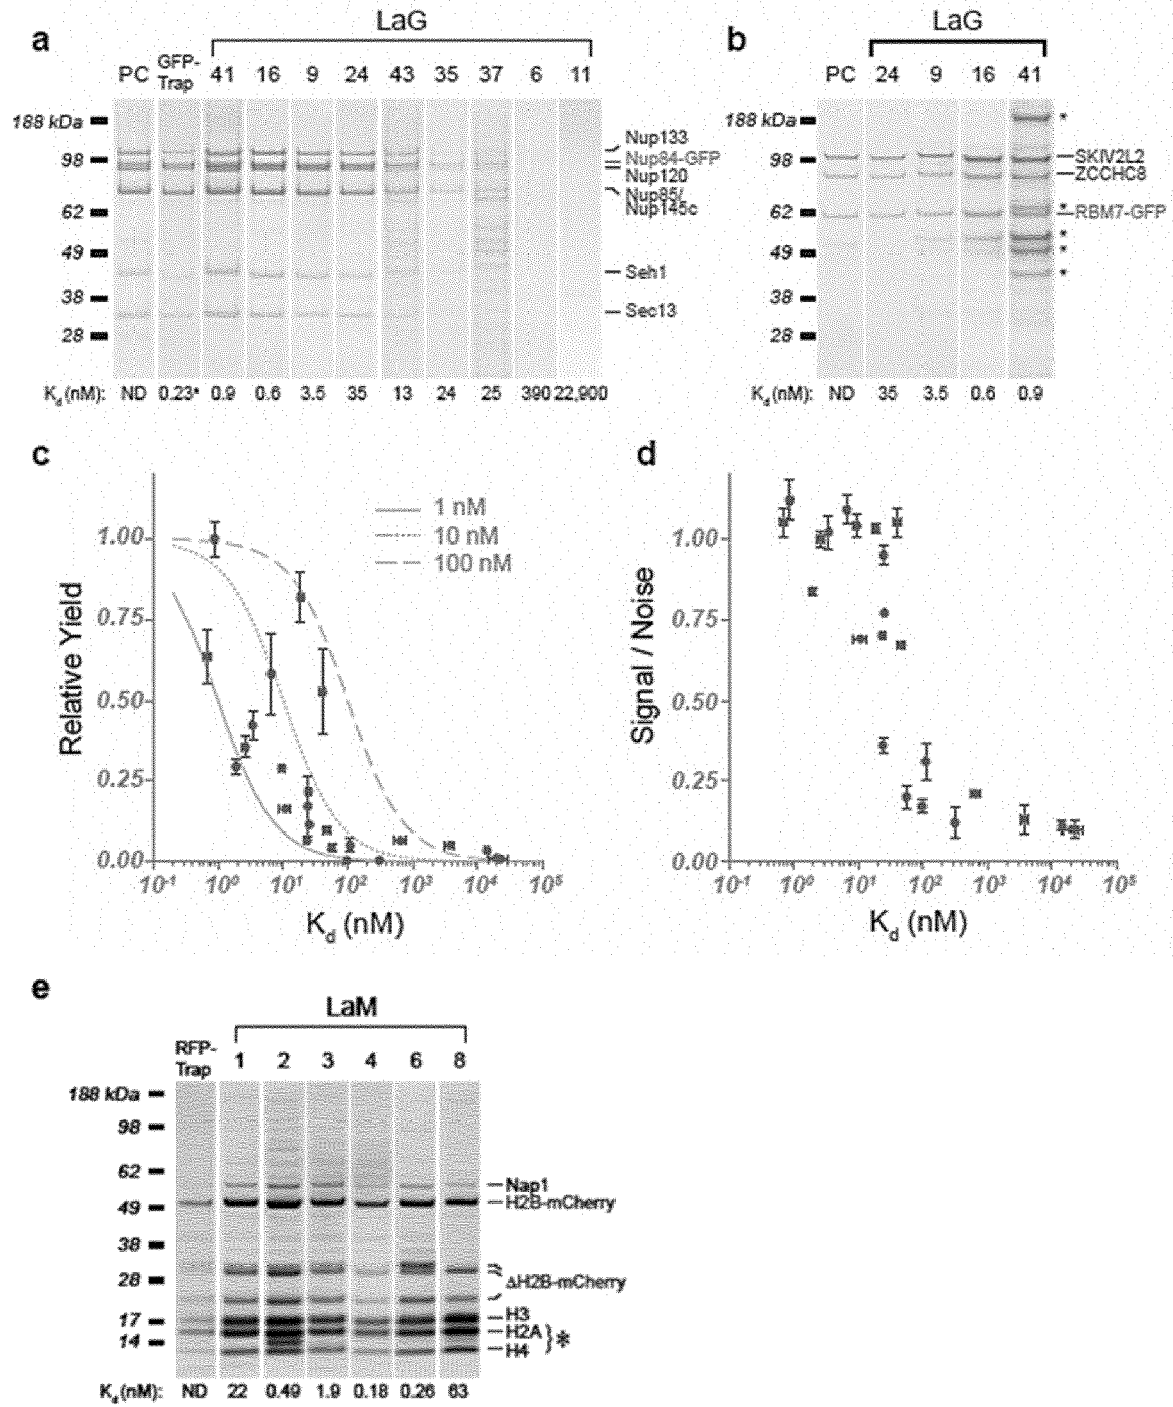 a
LaG
PC GFP-Trap 41 16 9 24 43 35 37 6 11
188 kDa
98
62
49
38
28
Nup133
Nup84-GFP
Nup120
Nup85/
Nup145c
Seh1
Sec13
Kd (nM): ND 0.23* 0.9 0.6 3.5 35 13 24 25 390 22,900
b
LaG
PC 24 9 16 41
188 kDa
98
62
49
38
28
*
SKIV2L2
ZCCHC8
*
RBM7-GFP
*
*
*
Kd (nM): ND 35 3.5 0.6 0.9
c
Relative Yield
1.00
0.75
0.50
0.25
0.00
1 nM
10 nM
100 nM
10-1 100 101 102 103 104 105
Kd (nM)
d
Signal / Noise
1.00
0.75
0.50
0.25
0.00
10-1 100 101 102 103 104 105
Kd (nM)
e
LaM
RFP-Trap 1 2 3 4 6 8
188 kDa
98
62
49
38
28
17
14
Nap1
H2B-mCherry
ΔH2B-mCherry
H3
H2A
H4
*
Kd (nM): ND 22 0.49 1.9 0.18 0.26 63